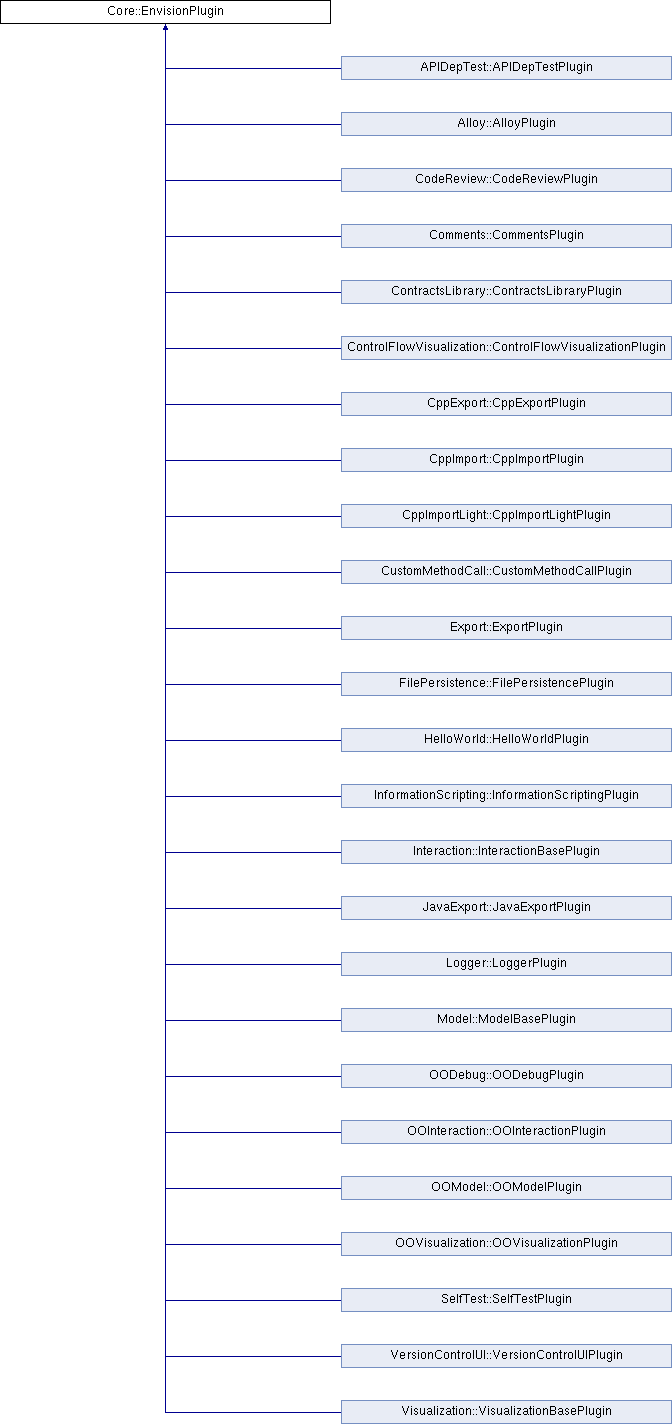 Core::EnvisionPlugin
APIDepTest::APIDepTestPlugin
Alloy::AlloyPlugin
CodeReview::CodeReviewPlugin
Comments::CommentsPlugin
ContractsLibrary::ContractsLibraryPlugin
ControlFlowVisualization::ControlFlowVisualizationPlugin
CppExport::CppExportPlugin
CppImport::CppImportPlugin
CppImportLight::CppImportLightPlugin
CustomMethodCall::CustomMethodCallPlugin
Export::ExportPlugin
FilePersistence::FilePersistencePlugin
HelloWorld::HelloWorldPlugin
InformationScripting::InformationScriptingPlugin
Interaction::InteractionBasePlugin
JavaExport::JavaExportPlugin
Logger::LoggerPlugin
Model::ModelBasePlugin
OODebug::OODebugPlugin
OOInteraction::OOInteractionPlugin
OOModel::OOModelPlugin
OOVisualization::OOVisualizationPlugin
SelfTest::SelfTestPlugin
VersionControlUI::VersionControlUIPlugin
Visualization::VisualizationBasePlugin